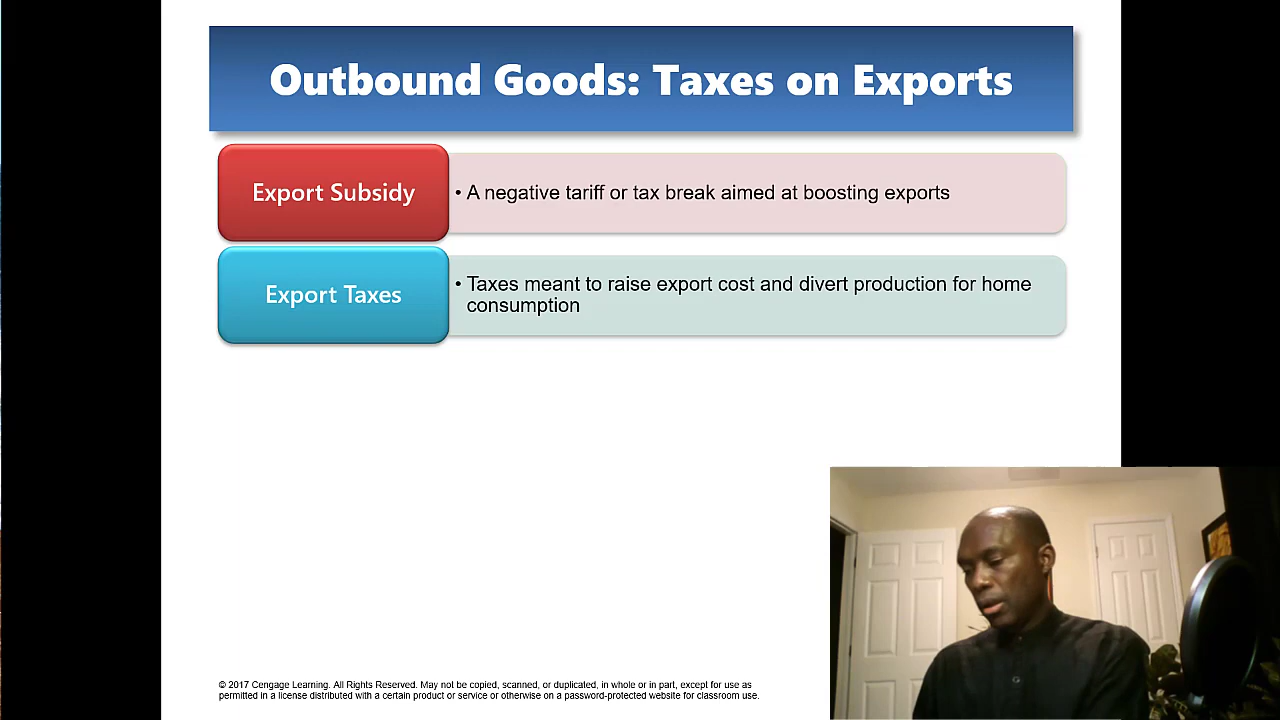 Outbound Goods: Taxes on Exports
Export Subsidy
• A negative tariff or tax break aimed at boosting exports
Export Taxes
• Taxes meant to raise export cost and divert production for home
consumption
© 2017 Cengage Learning. All Rights Reserved. May not be copied, scanned, or duplicated, in whole or in part, except for use as
permitted in a license distributed with a certain product or service or otherwise on a password-protected website for classroom use.